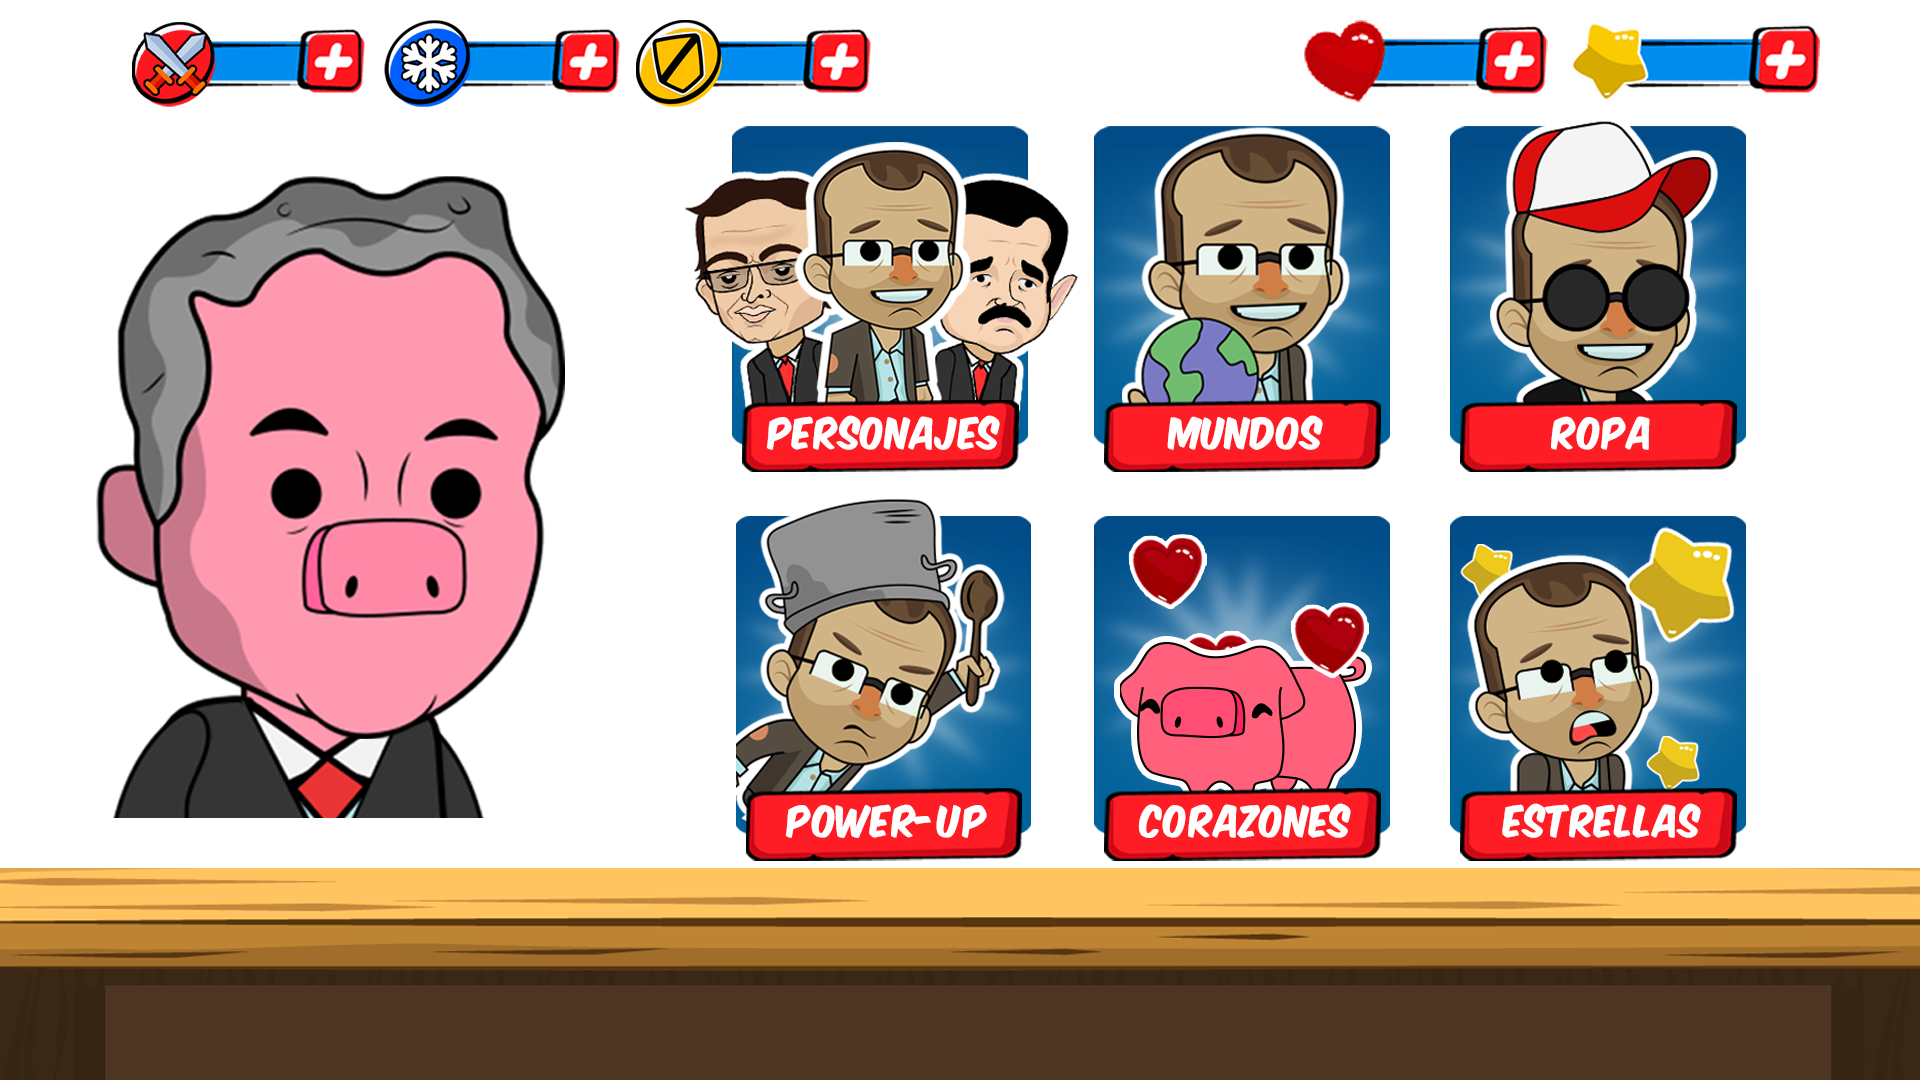 PERSONAJES
MUNDOS
ROPA
POWER-UP
CORAZONES
ESTRELLAS